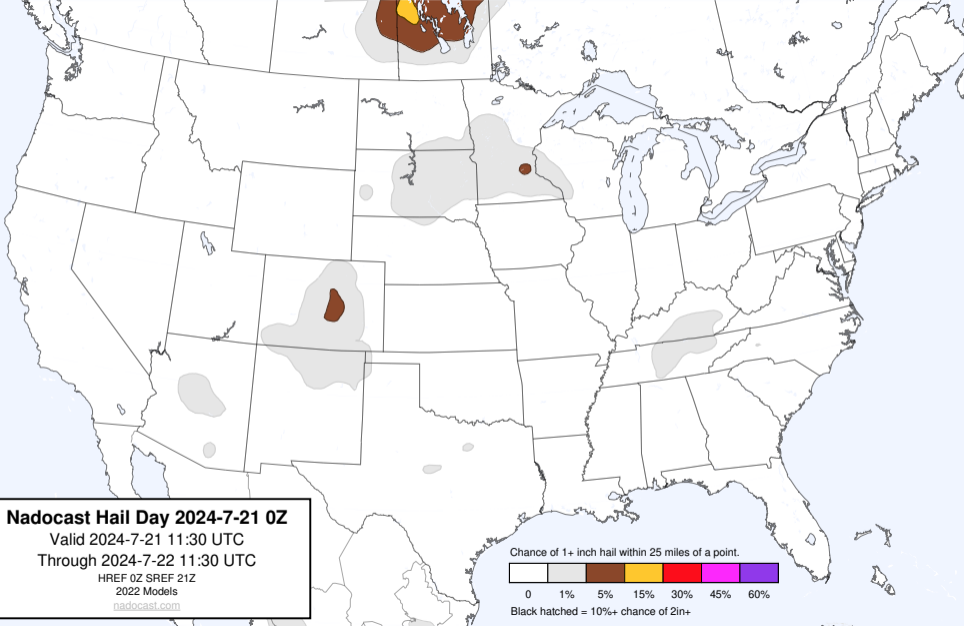 Nadocast Hail Day 2024-7-21 0Z
Valid 2024-7-21 11:30 UTC
Through 2024-7-22 11:30 UTC
HREF 0Z SREF 21Z
2022 Models
nadocast.com
Chance of 1+ inch hail within 25 miles of a point.
0 1% 5% 15% 30% 45% 60%
Black hatched = 10%+ chance of 2in+